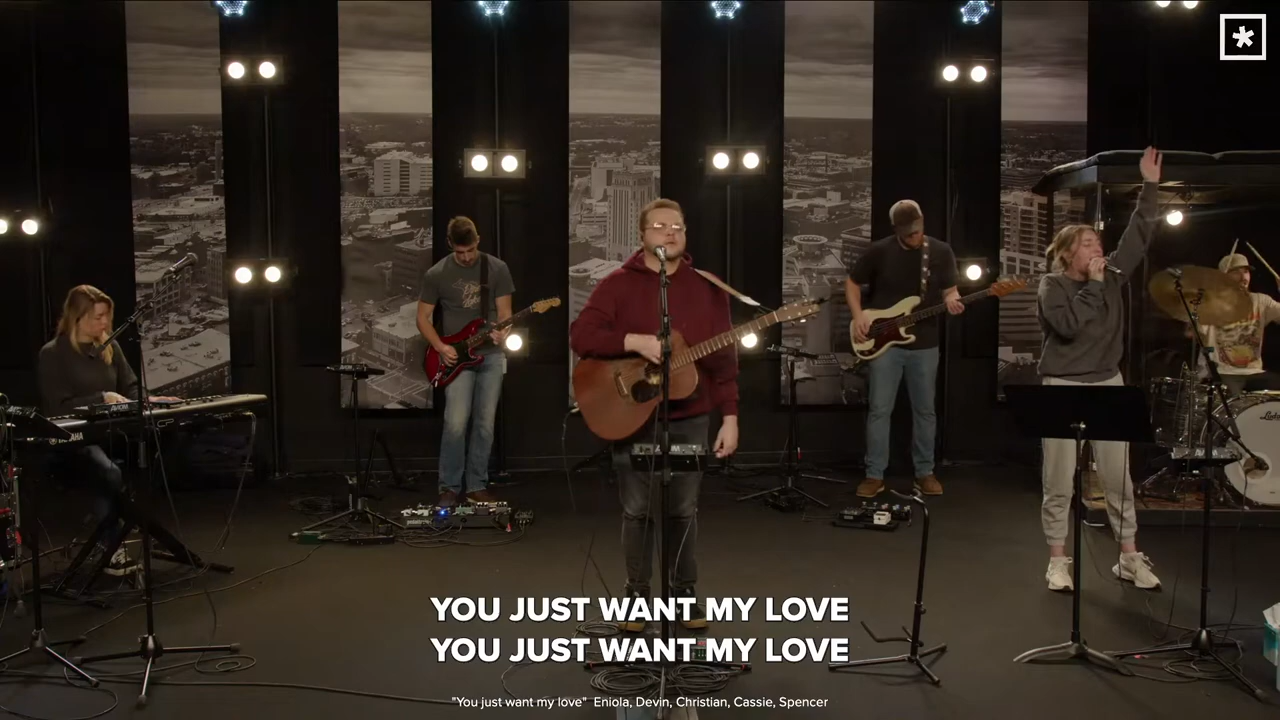 YOU JUST WANT MY LOVE
YOU JUST WANT MY LOVE
"You just want my love" Eniola, Devin, Christian, Cassie, Spencer
YAMAHA